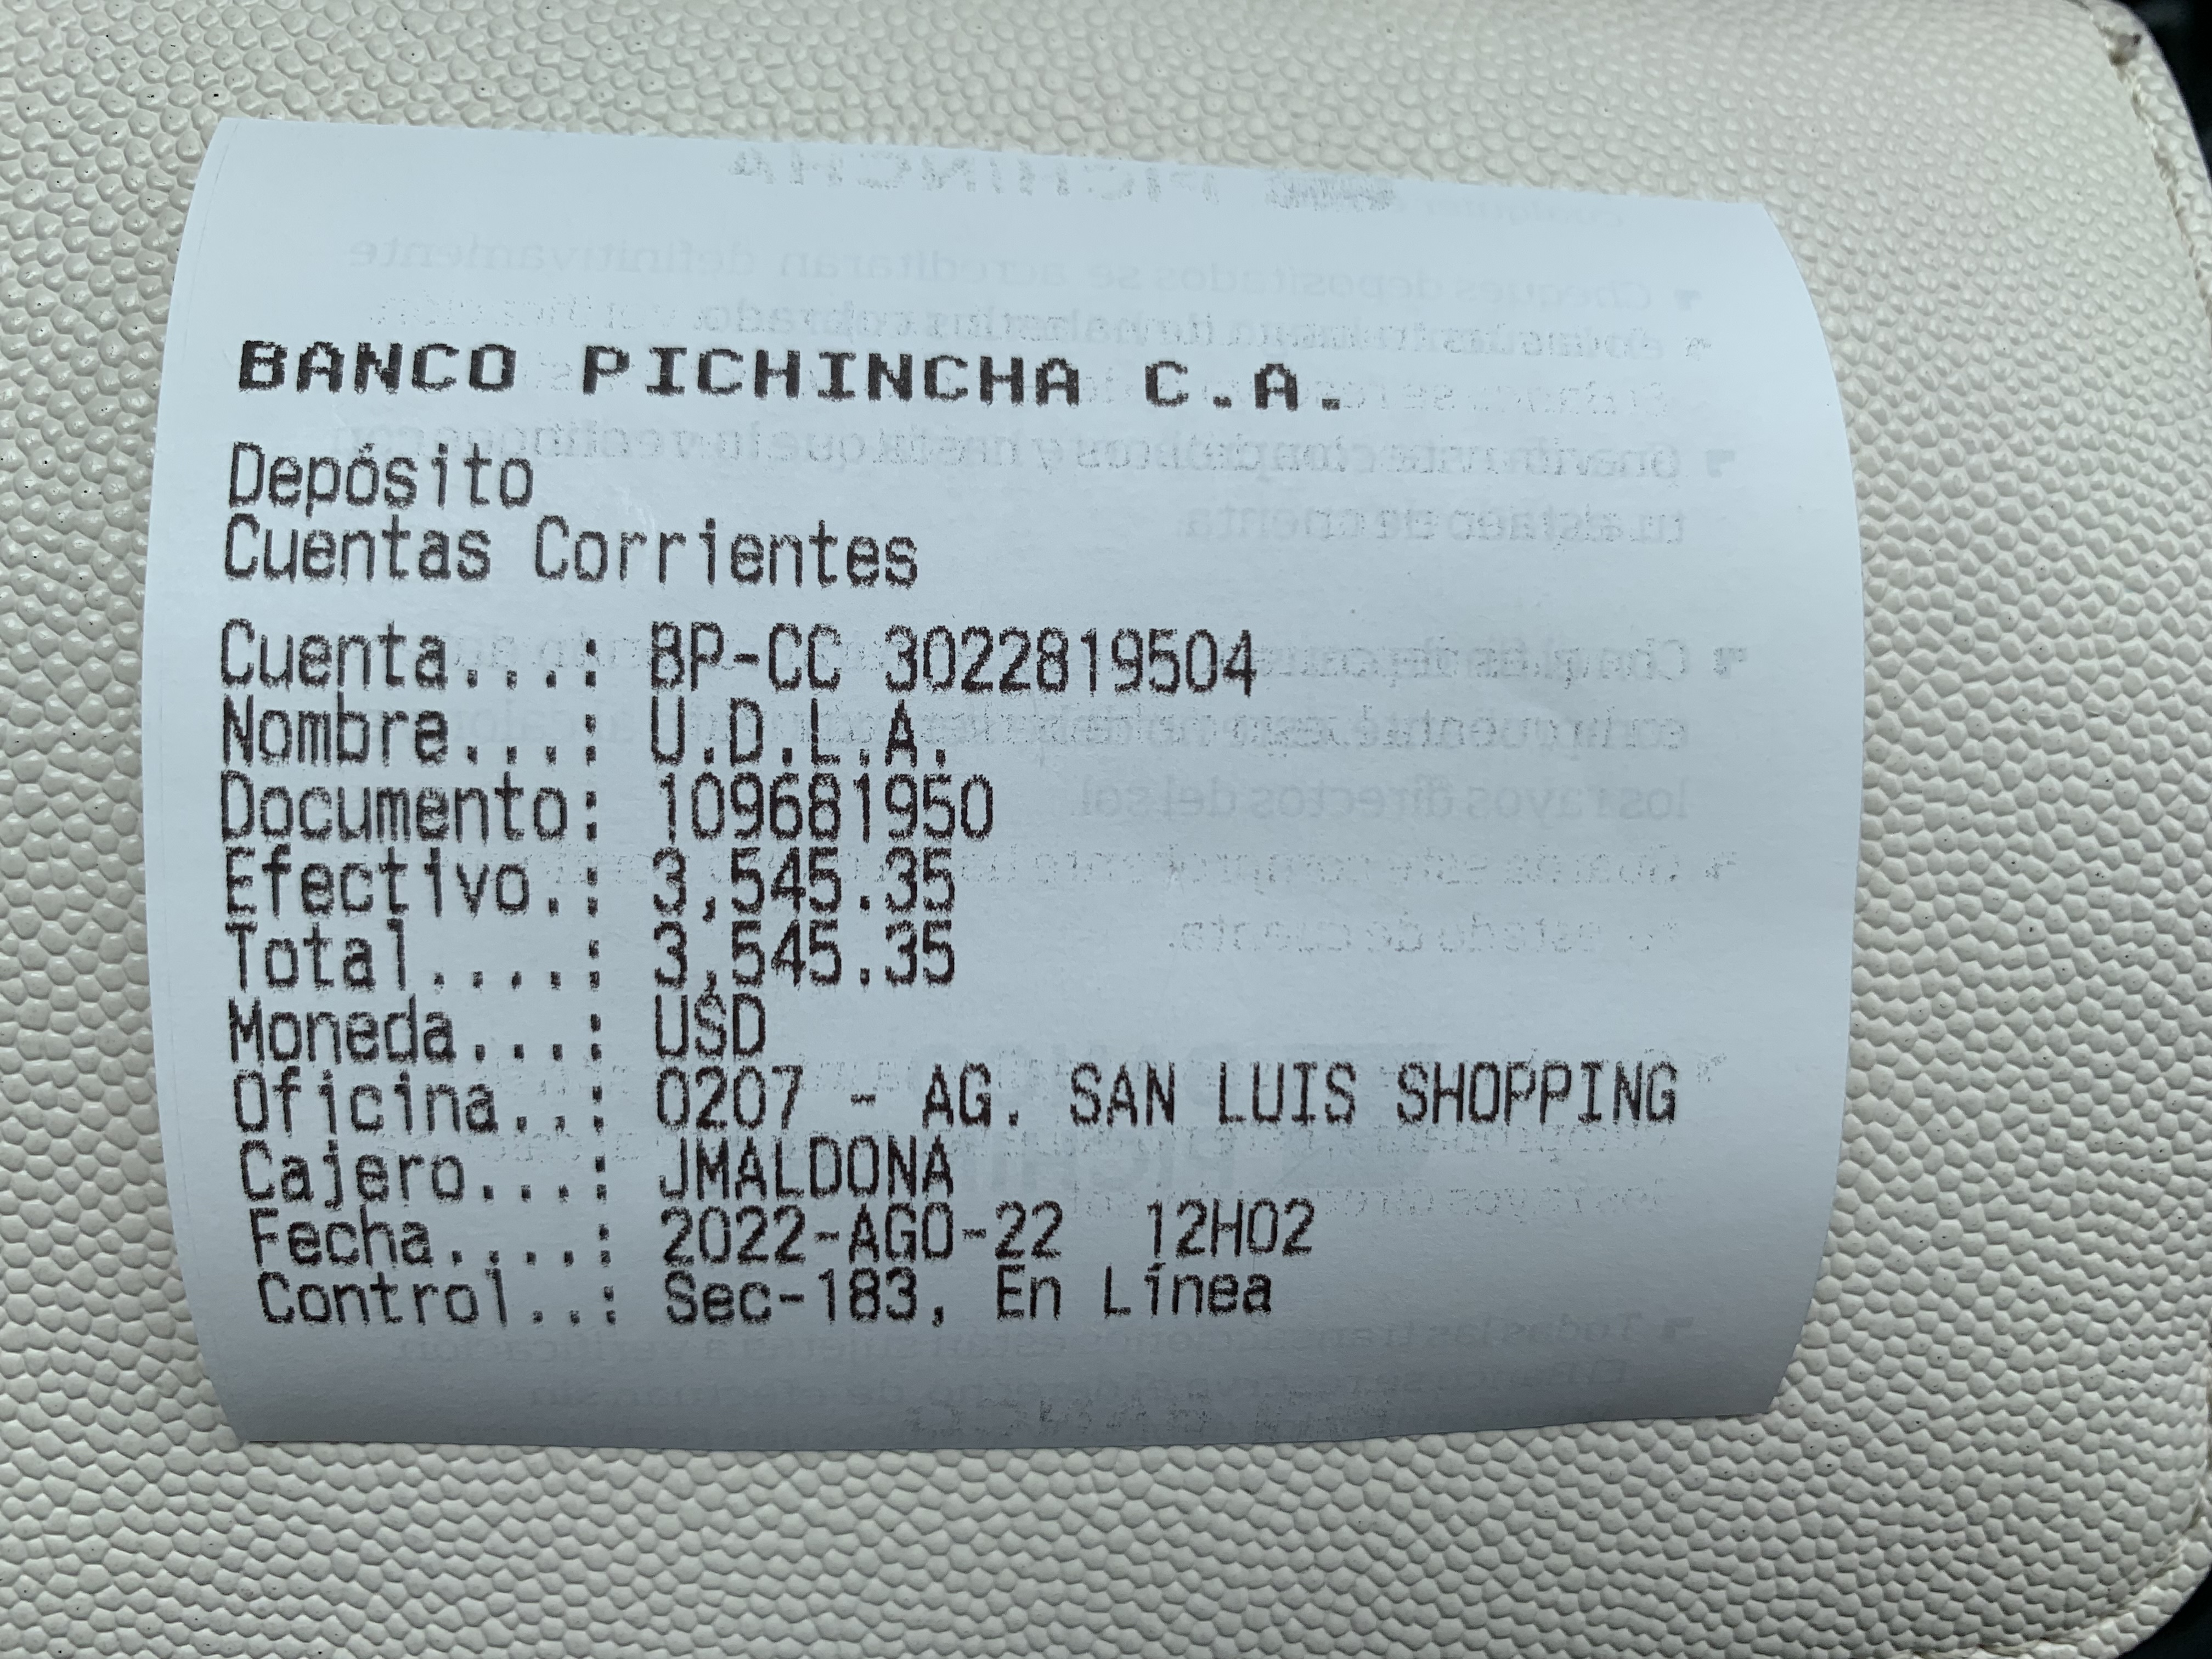 BANCO PICHINCHA C.A.
Depósito
Cuentas Corrientes
Cuenta...: BP-CC 3022819504
Nombre...: U.D.L.A.
Documento: 109681950
Efectivo.: 3,545.35
Total....: 3,545.35
Moneda...: USD
Oficina..: 0207 - AG. SAN LUIS SHOPPING
Cajero...: JMALDONA
Fecha....: 2022-AGO-22 12H02
Control..: Sec-183, En Línea